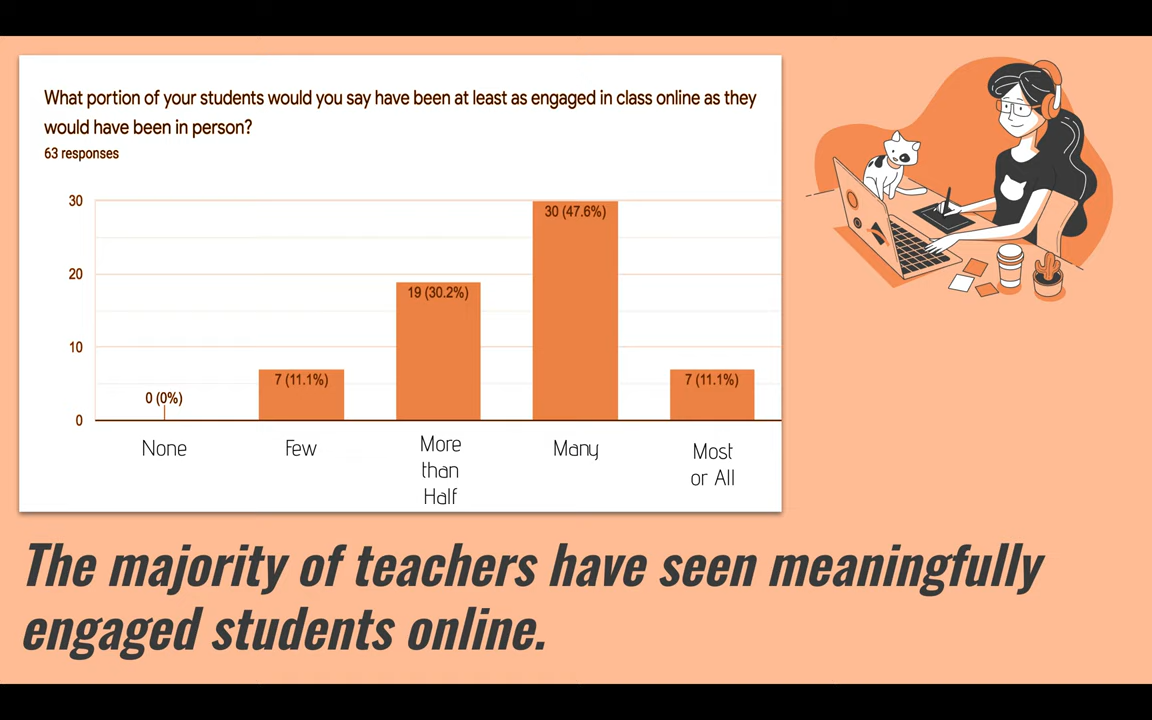 What portion of your students would you say have been at least as engaged in class online as they
would have been in person?
63 responses
30
20
10
0
0 (0%)
7 (11.1%)
19 (30.2%)
30 (47.6%)
7 (11.1%)
None
Few
More
than
Half
Many
Most
or All
The majority of teachers have seen meaningfully
engaged students online.